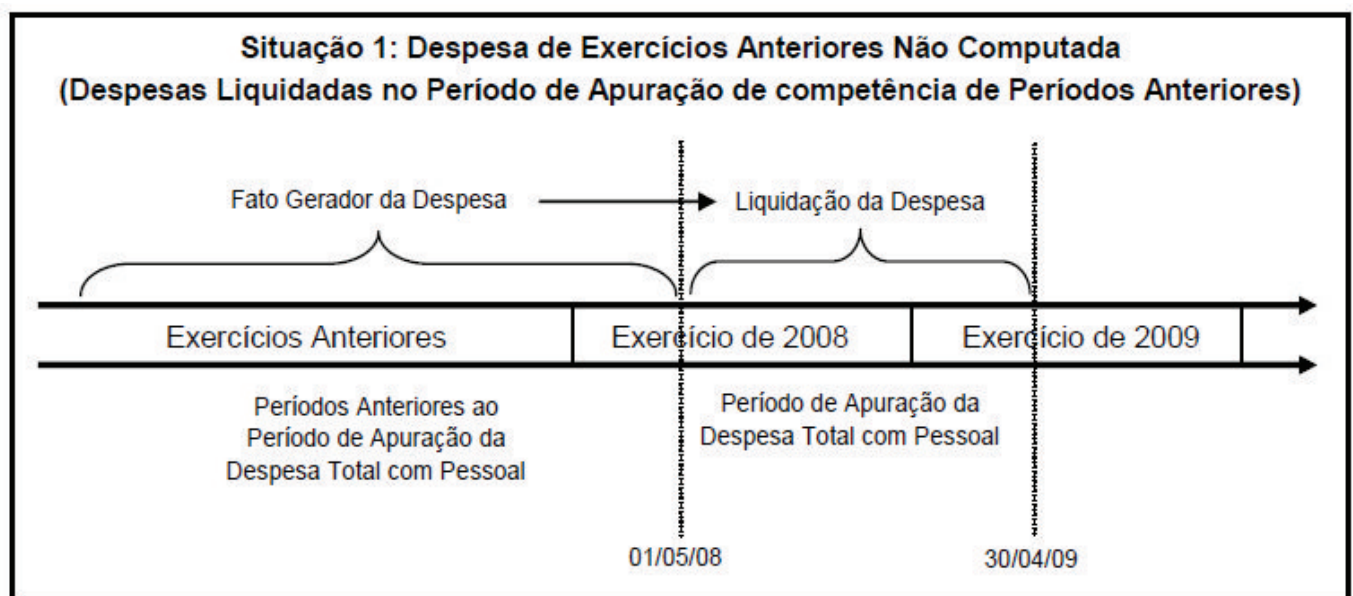 Situação 1: Despesa de Exercícios Anteriores Não Computada
(Despesas Liquidadas no Período de Apuração de competência de Períodos Anteriores)
Fato Gerador da Despesa
Liquidação da Despesa
Exercícios Anteriores
Exercício de 2008
Exercício de 2009
Períodos Anteriores ao
Período de Apuração da
Despesa Total com Pessoal
Período de Apuração da
Despesa Total com Pessoal
01/05/08
30/04/09